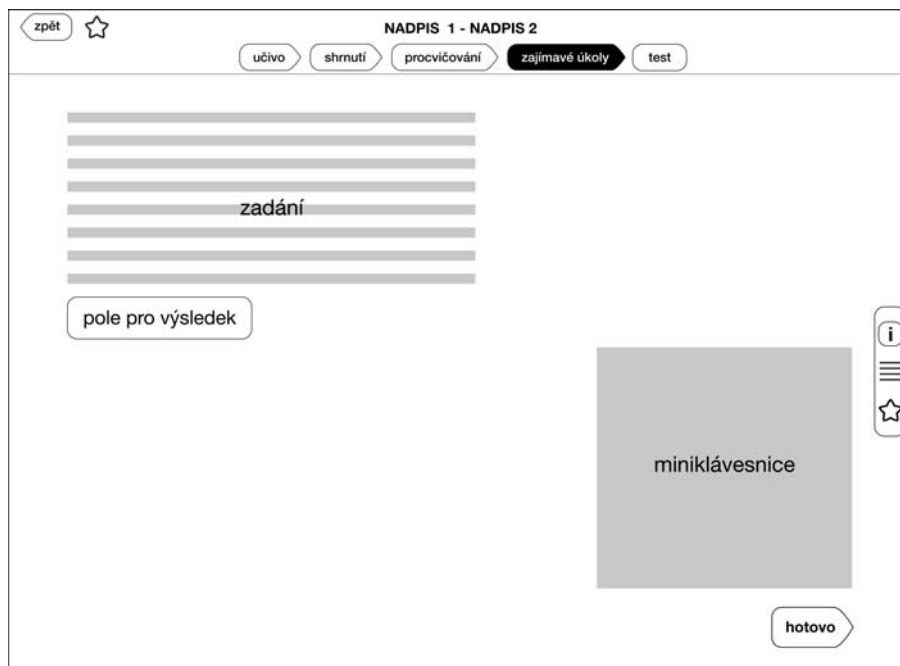 zpět
NADPIS 1 - NADPIS 2
učivo
shrnutí
procvičování
zajímavé úkoly
test
zadání
pole pro výsledek
i
miniklávesnice
hotovo